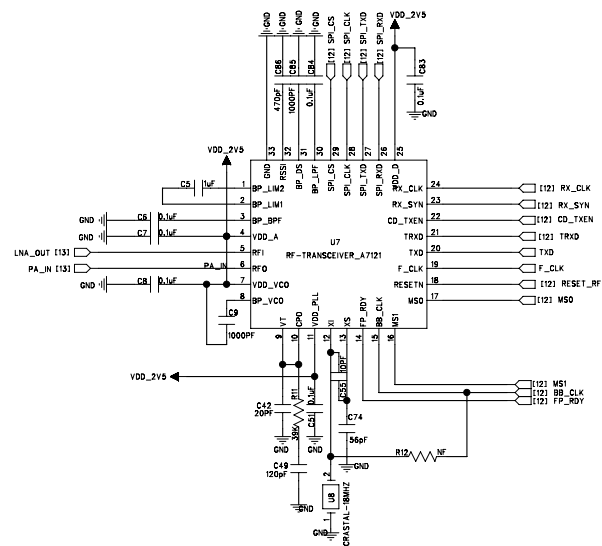 GND
GND
GND
GND
[12] SPI_CS
[12] SPI_CLK
[12] SPI_TXD
[12] SPI_RXD
VDD_2V5
C86
470pF
C85
1000PF
C84
0.1uF
C83
0.1uF
GND
33
32
31
30
29
28
27
26
25
GND
RSSI
BP_DS
BP_LPF
SPI_CS
SPI_CLK
SPI_TXD
SPI_RXD
VDD_D
VDD_2V5
C5 1uF
1 BP_LIM2
2 BP_LIM1
GND C6 0.1uF
3 BP_BPF
GND C7 0.1uF
4 VDD_A
LNA_OUT [13]
5 RFI
PA_IN [13]
PA_IN
6 RFO
GND C8 0.1uF
7 VDD_VCO
8 BP_VCO
C9
1000PF
U7
RF-TRANSCEIVER_A7121
RX_CLK 24 [12] RX_CLK
RX_SYN 23 [12] RX_SYN
CD_TXEN 22 [12] CD_TXEN
TRXD 21 [12] TRXD
TXD 20 TXD
F_CLK 19 F_CLK
RESETN 18 [12] RESET_RF
MS0 17 [12] MS0
VT
CPO
VDD_PLL
XI
XS
FP_RDY
BB_CLK
MS1
9
10
11
12
13
14
15
16
VDD_2V5
10PF
C55
[12] MS1
[12] BB_CLK
[12] FP_RDY
C42
20PF
R11
39K
0.1uF
C51
C74
56pF
GND
GND
GND
R12 NF
C49
120pF
GND
2
U8
1
CRASTAL-18MHZ
GND